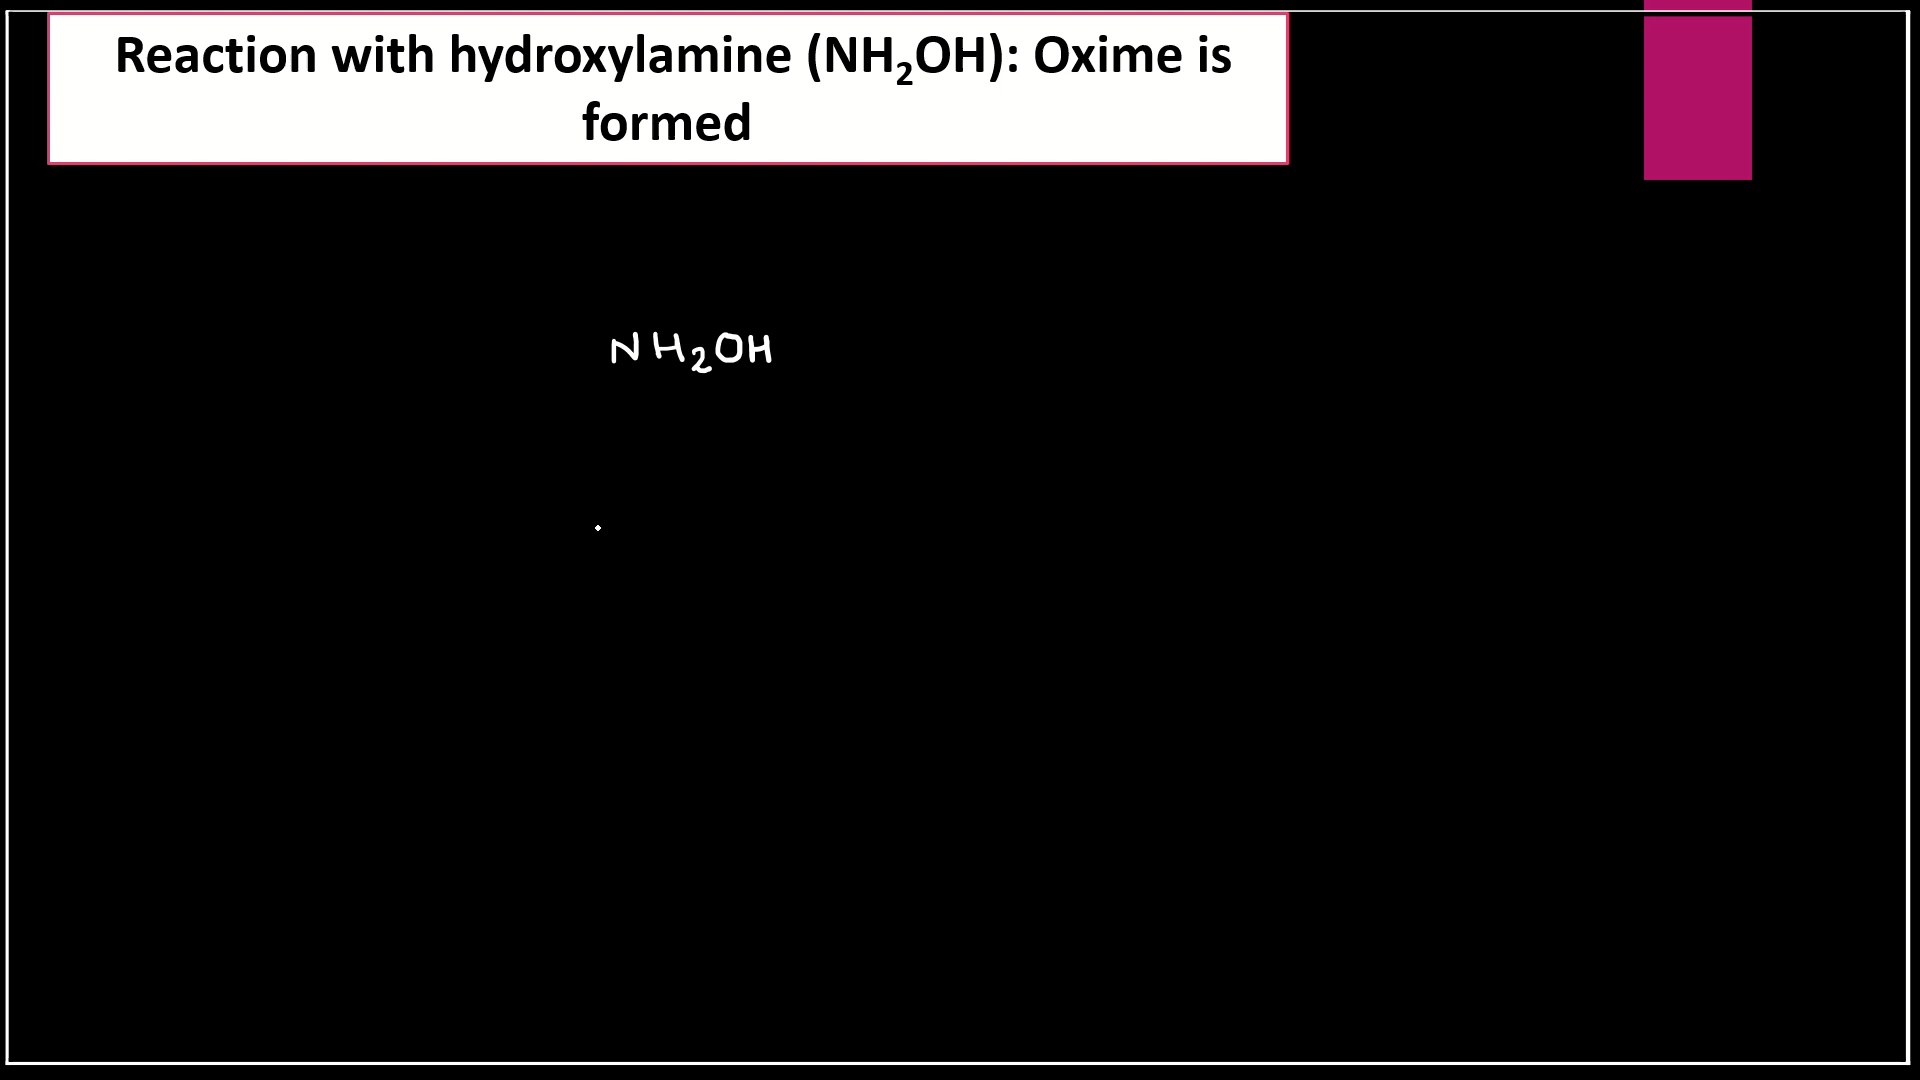 Reaction with hydroxylamine (NH₂OH): Oxime is
formed
NH₂OH